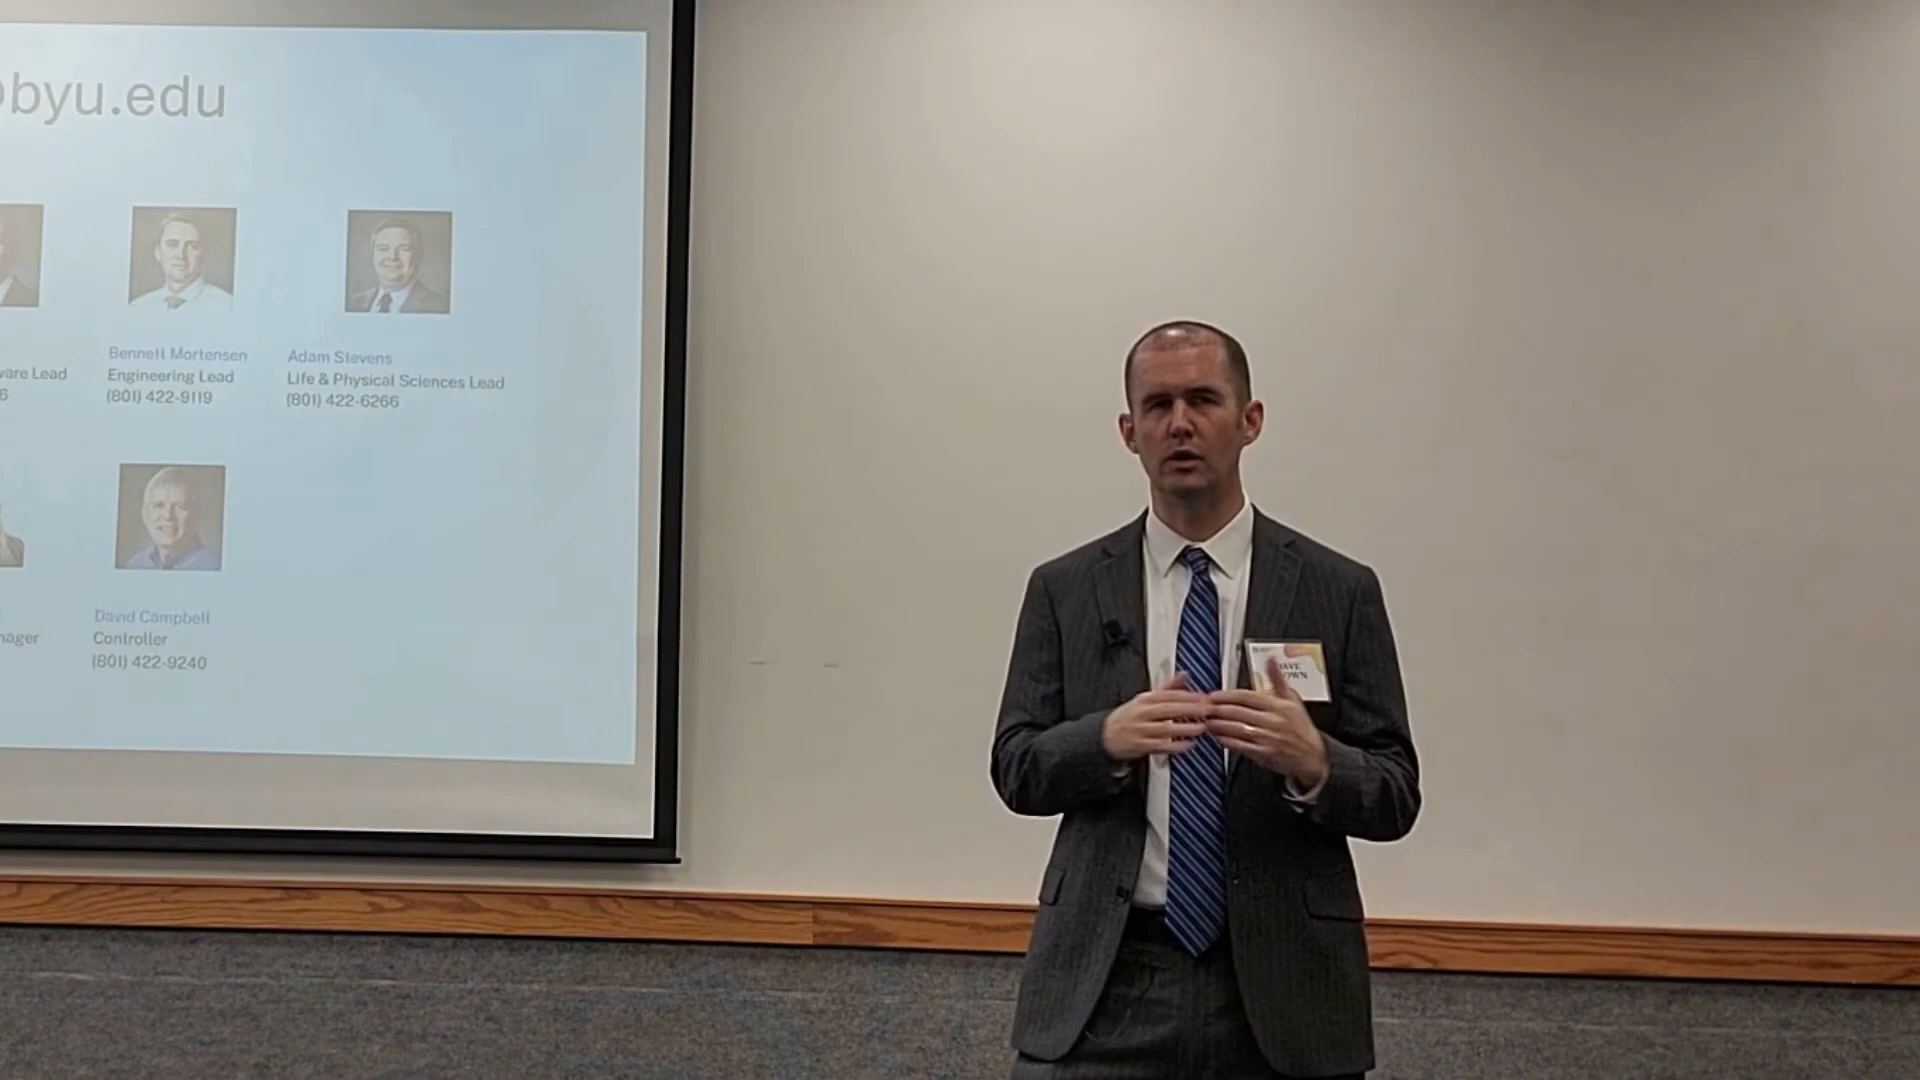 byu.edu
ware Lead
6
Bennett Mortensen
Engineering Lead
(801) 422-9119
Adam Stevens
Life & Physical Sciences Lead
(801) 422-6266
nager
David Campbell
Controller
(801) 422-9240